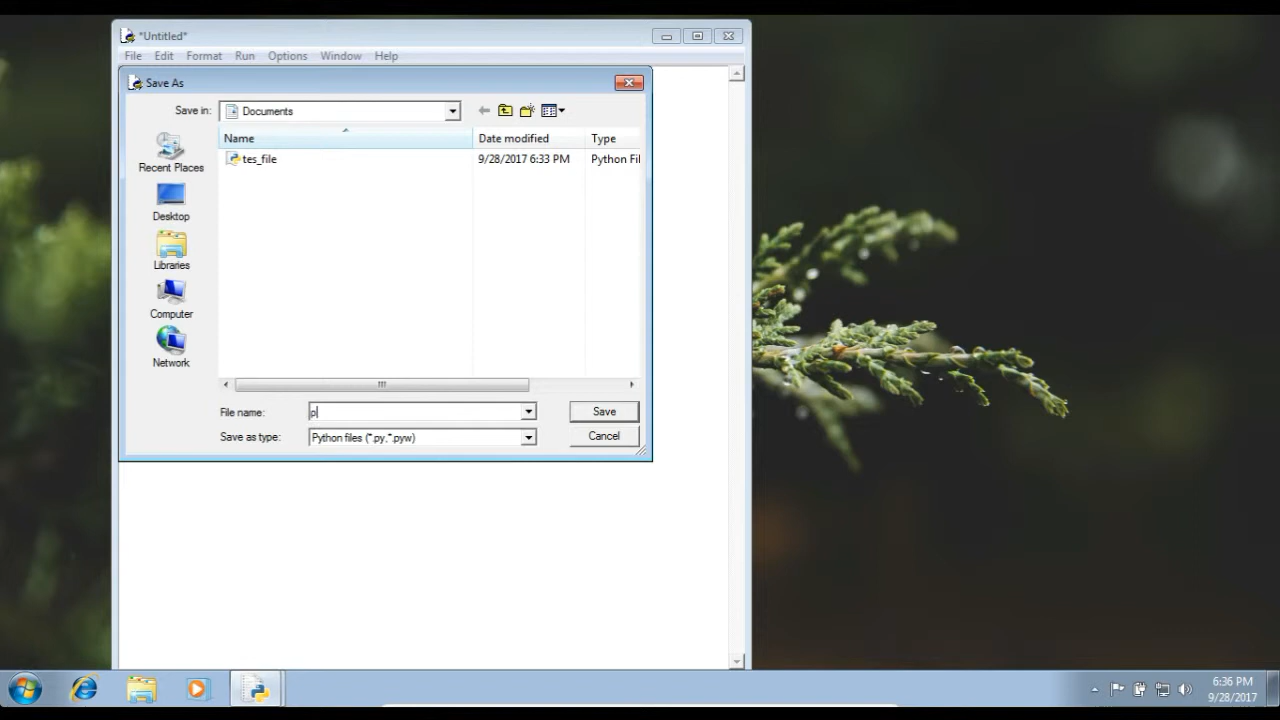 *Untitled*
File Edit Format Run Options Window Help
Save As
Save in: Documents
Name Date modified Type
tes_file 9/28/2017 6:33 PM Python Fil
Recent Places
Desktop
Libraries
Computer
Network
File name: p Save
Save as type: Python files (*.py,*.pyw) Cancel
6:36 PM
9/28/2017